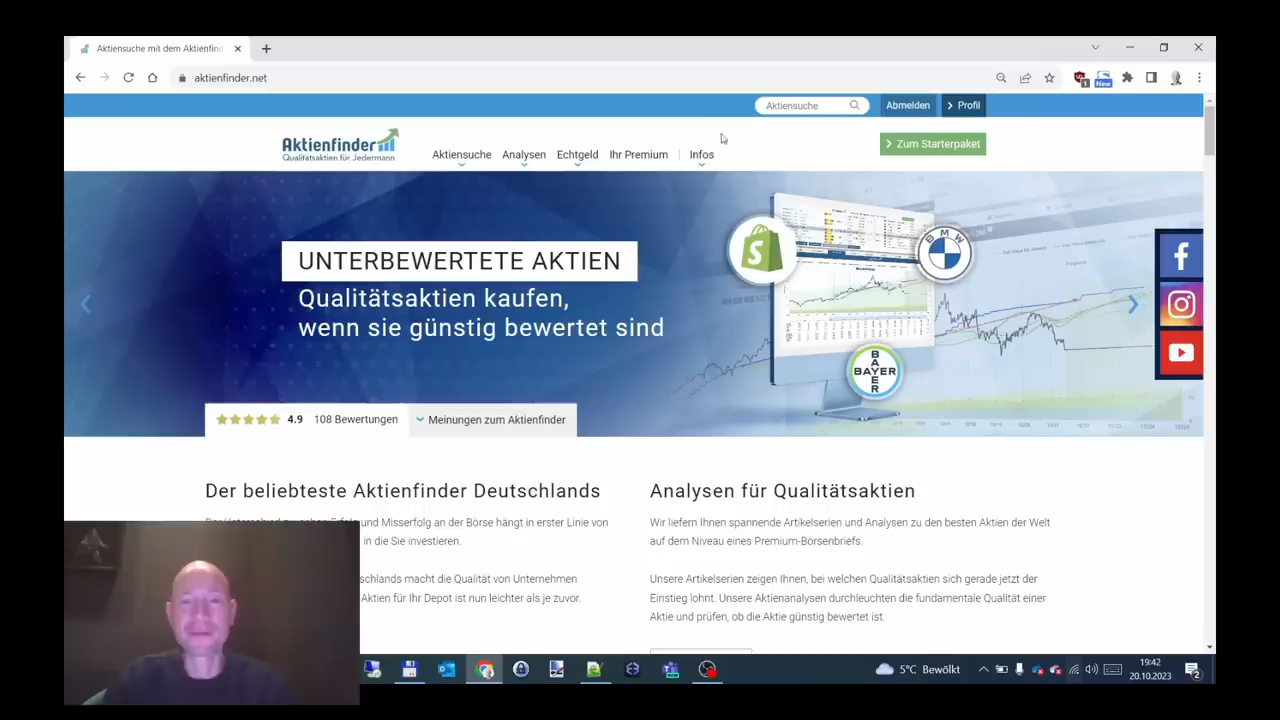 Aktiensuche mit dem Aktienfind
aktienfinder.net
New
Aktiensuche
Abmelden
Profil
Aktienfinder
Qualitätsaktien für Jedermann
Aktiensuche Analysen Echtgeld Ihr Premium Infos
Zum Starterpaket
UNTERBEWERTETE AKTIEN
Qualitätsaktien kaufen,
wenn sie günstig bewertet sind
BMW
BAYER
BAYER
4.9 108 Bewertungen
Meinungen zum Aktienfinder
Der beliebteste Aktienfinder Deutschlands
und Misserfolg an der Börse hängt in erster Linie von
in die Sie investieren.
schlands macht die Qualität von Unternehmen
Aktien für Ihr Depot ist nun leichter als je zuvor.
Analysen für Qualitätsaktien
Wir liefern Ihnen spannende Artikelserien und Analysen zu den besten Aktien der Welt
auf dem Niveau eines Premium-Börsenbriefs.
Unsere Artikelserien zeigen Ihnen, bei welchen Qualitätsaktien sich gerade jetzt der
Einstieg lohnt. Unsere Aktienanalysen durchleuchten die fundamentale Qualität einer
Aktie und prüfen, ob die Aktie günstig bewertet ist.
5°C Bewölkt
19:42
20.10.2023
2